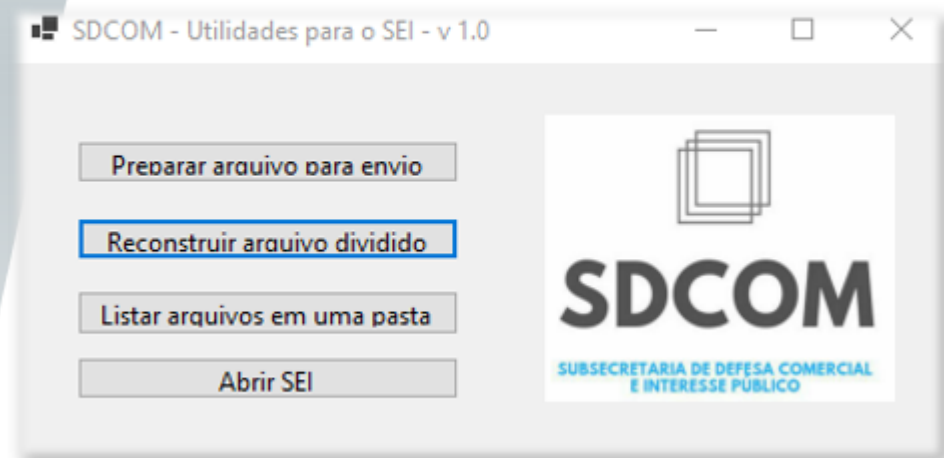 SDCOM - Utilidades para o SEI - v 1.0
Preparar arquivo para envio
Reconstruir arquivo dividido
Listar arquivos em uma pasta
Abrir SEI
SDCOM
SUBSECRETARIA DE DEFESA COMERCIAL
E INTERESSE PÚBLICO